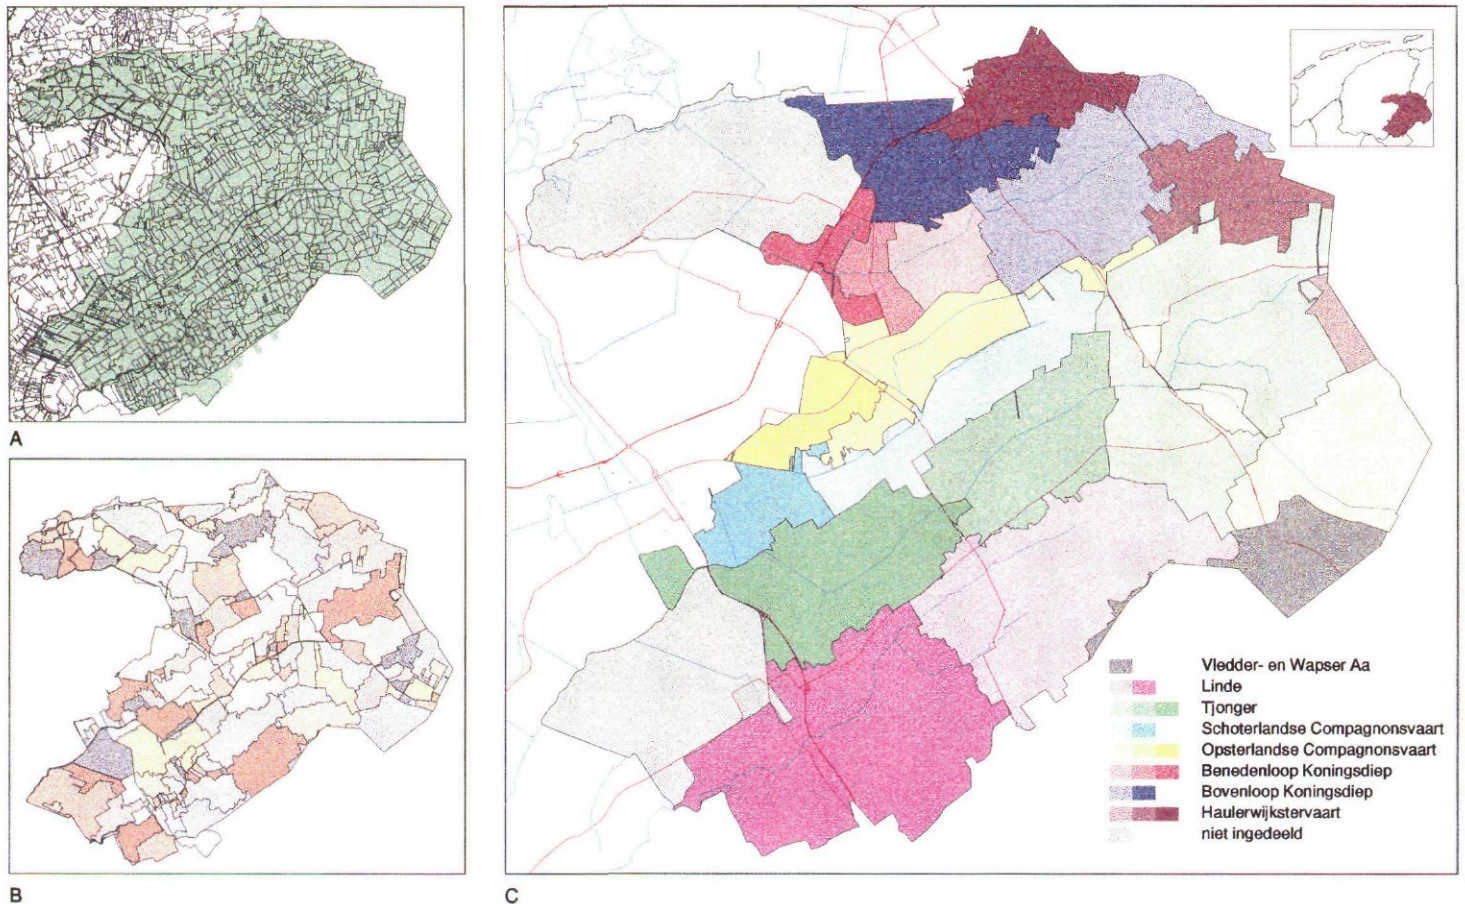 A
B
C
Vledder- en Wapser Aa
Linde
Tjonger
Schoterlandse Compagnonsvaart
Opsterlandse Compagnonsvaart
Benedenloop Koningsdiep
Bovenloop Koningsdiep
Haulerwijkstervaart
niet ingedeeld